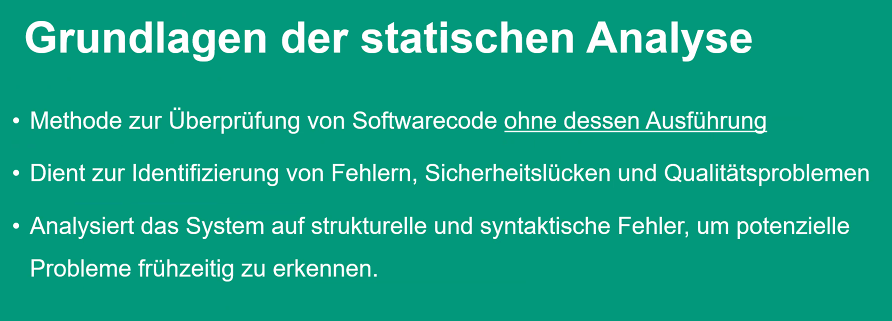 Grundlagen der statischen Analyse
• Methode zur Überprüfung von Softwarecode ohne dessen Ausführung
• Dient zur Identifizierung von Fehlern, Sicherheitslücken und Qualitätsproblemen
• Analysiert das System auf strukturelle und syntaktische Fehler, um potenzielle
Probleme frühzeitig zu erkennen.